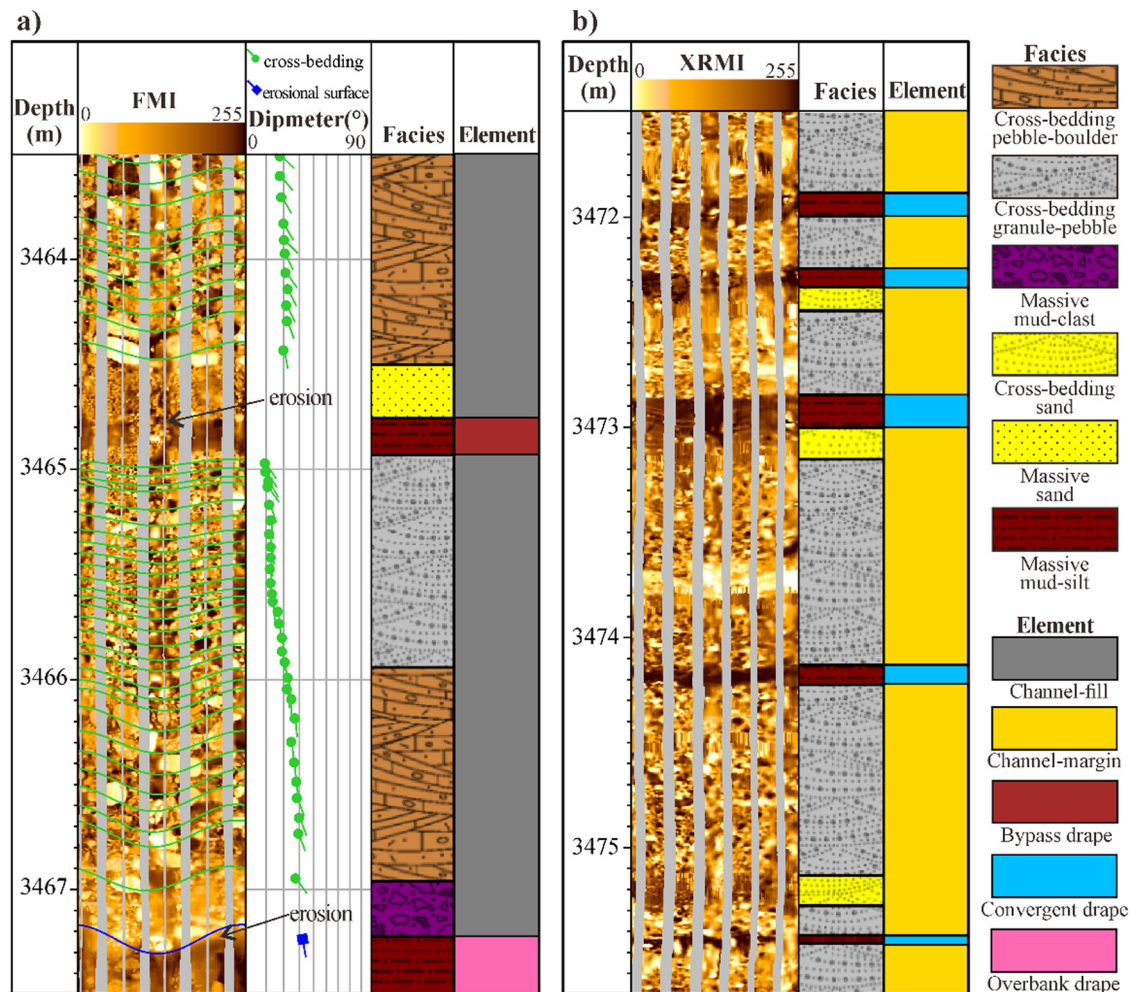 a)
Depth
(m)
FMI
0 255
cross-bedding
erosional surface
Dipmeter(°)
0 90
Facies
Element
3464
erosion
3465
3466
3467
erosion
b)
Depth
(m)
XRMI
0 255
Facies
Element
3472
3473
3474
3475
Facies
Cross-bedding
pebble-boulder
Cross-bedding
granule-pebble
Massive
mud-clast
Cross-bedding
sand
Massive
sand
Massive
mud-silt
Element
Channel-fill
Channel-margin
Bypass drape
Convergent drape
Overbank drape